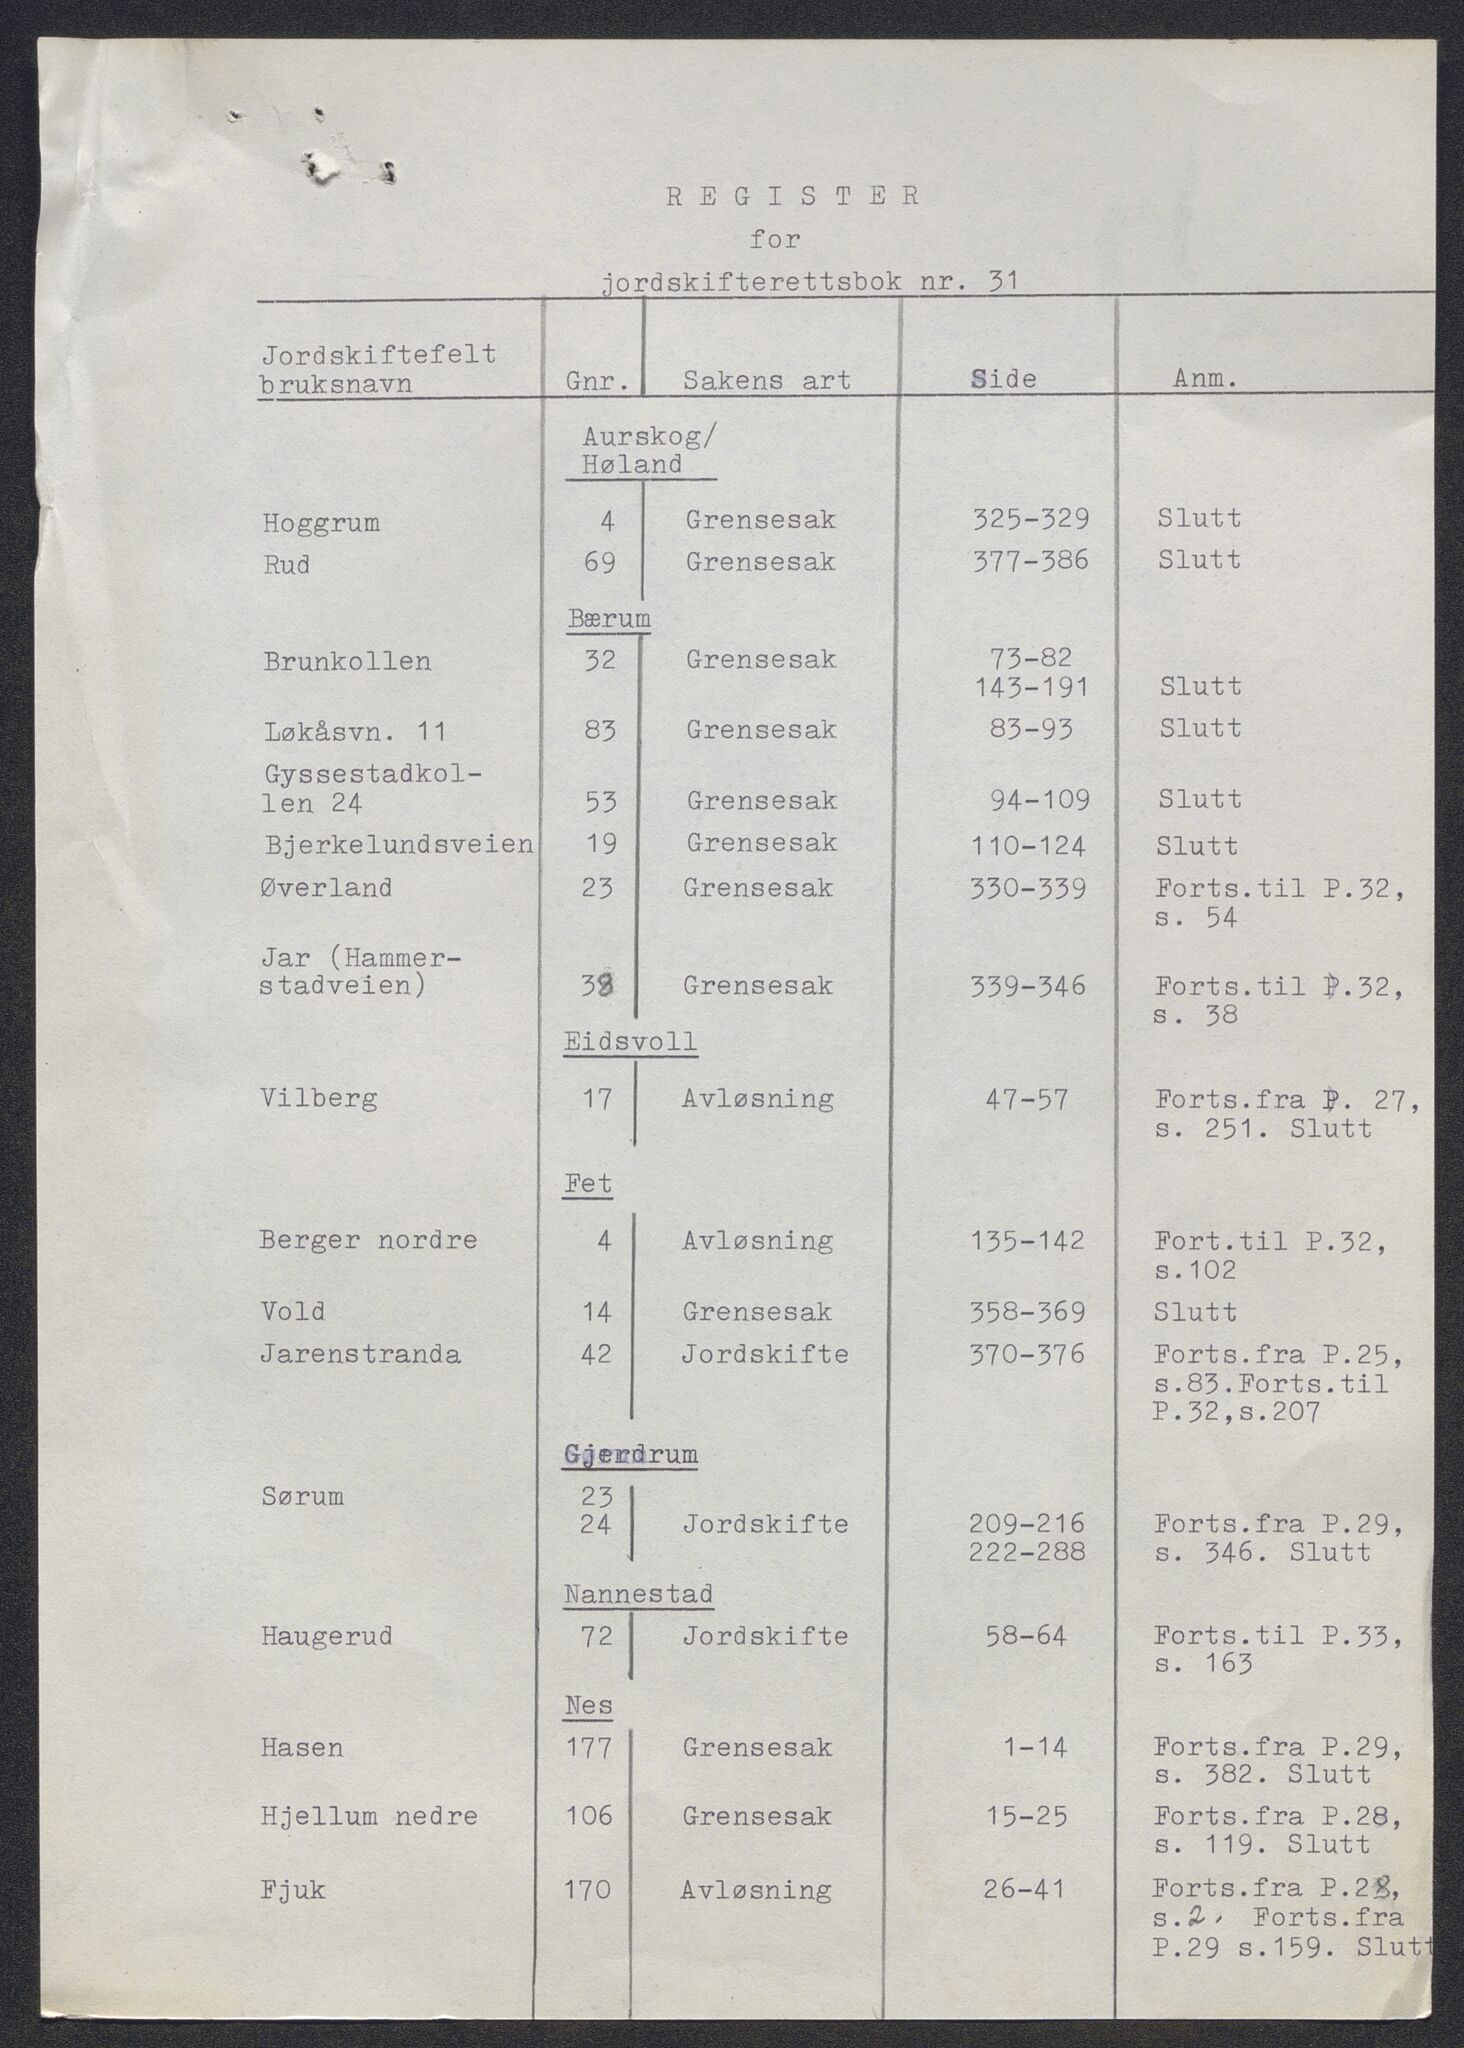 REGISTER
for
jordskifterettsbok nr. 31
Jordskiftefelt
bruksnavn Gnr. Sakens art Side Anm.
Aurskog/
Høland
Hoggrum 4 Grensesak 325-329 Slutt
Rud 69 Grensesak 377-386 Slutt
Bærum
Brunkollen 32 Grensesak 73-82
143-191 Slutt
Løkåsvn. 11 83 Grensesak 83-93 Slutt
Gyssestadkol-
len 24 53 Grensesak 94-109 Slutt
Bjerkelundsveien 19 Grensesak 110-124 Slutt
Øverland 23 Grensesak 330-339 Forts.til P.32,
s. 54
Jar (Hammer-
stadveien) 38 Grensesak 339-346 Forts.til P.32,
s. 38
Eidsvoll
Vilberg 17 Avløsning 47-57 Forts.fra P. 27,
s. 251. Slutt
Fet
Berger nordre 4 Avløsning 135-142 Fort.til P.32,
s.102
Vold 14 Grensesak 358-369 Slutt
Jarenstranda 42 Jordskifte 370-376 Forts.fra P.25,
s.83.Forts.til
P.32,s.207
Gjerdrum
Sørum 23
24 Jordskifte 209-216 Forts.fra P.29,
222-288 s. 346. Slutt
Nannestad
Haugerud 72 Jordskifte 58-64 Forts.til P.33,
s. 163
Nes
Hasen 177 Grensesak 1-14 Forts.fra P.29,
s. 382. Slutt
Hjellum nedre 106 Grensesak 15-25 Forts.fra P.28,
s. 119. Slutt
Fjuk 170 Avløsning 26-41 Forts.fra P.28,
s.2. Forts.fra
P.29 s.159. Slutt